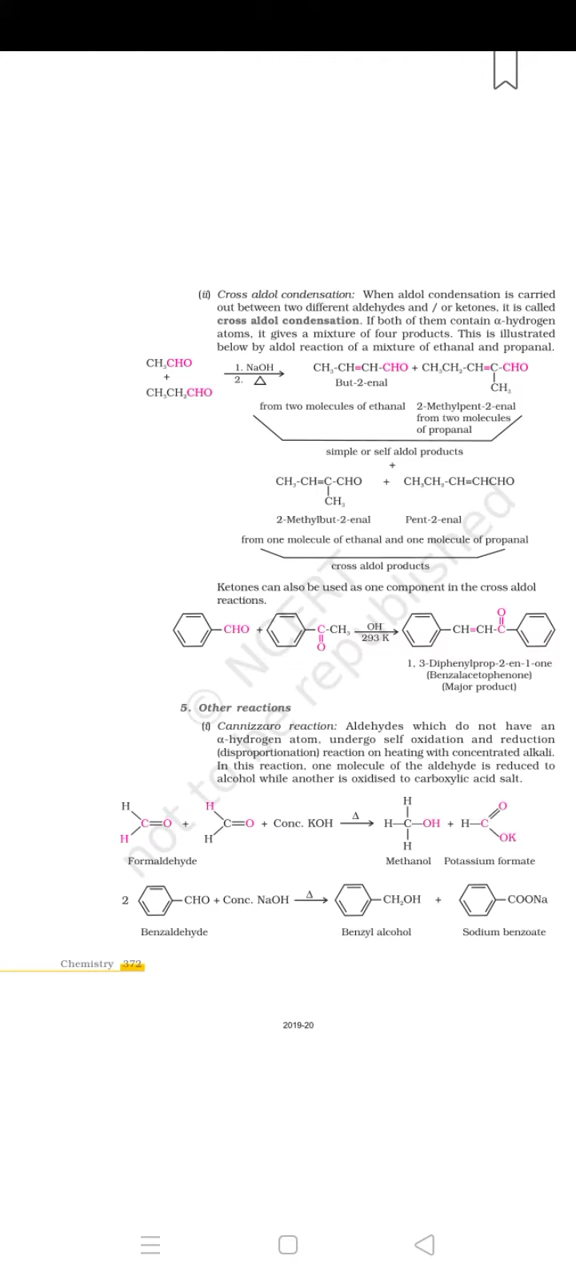 (ii) Cross aldol condensation: When aldol condensation is carried
out between two different aldehydes and / or ketones, it is called
cross aldol condensation. If both of them contain α-hydrogen
atoms, it gives a mixture of four products. This is illustrated
below by aldol reaction of a mixture of ethanal and propanal.
CH₃CHO
+
CH₃CH₂CHO
1. NaOH
2. △
CH₃-CH=CH-CHO + CH₃CH₂-CH=C-CHO
CH₃
But-2-enal
from two molecules of ethanal
2-Methylpent-2-enal
from two molecules
of propanal
simple or self aldol products
+
CH₃-CH=C-CHO + CH₃CH₂-CH=CHCHO
CH₃
2-Methylbut-2-enal Pent-2-enal
from one molecule of ethanal and one molecule of propanal
cross aldol products
Ketones can also be used as one component in the cross aldol
reactions.
CHO + C-CH₃ OH CH=CH-C
O 293 K O
1, 3-Diphenylprop-2-en-1-one
(Benzalacetophenone)
(Major product)
5. Other reactions
(i) Cannizzaro reaction: Aldehydes which do not have an
α-hydrogen atom, undergo self oxidation and reduction
(disproportionation) reaction on heating with concentrated alkali.
In this reaction, one molecule of the aldehyde is reduced to
alcohol while another is oxidised to carboxylic acid salt.
H H H O
C=O + C=O + Conc. KOH Δ H—C—OH + H—C
H H H OK
Formaldehyde Methanol Potassium formate
2 CHO + Conc. NaOH Δ CH₂OH + COONa
Benzaldehyde Benzyl alcohol Sodium benzoate
Chemistry 372
2019-20
© NCERT
not to be republished